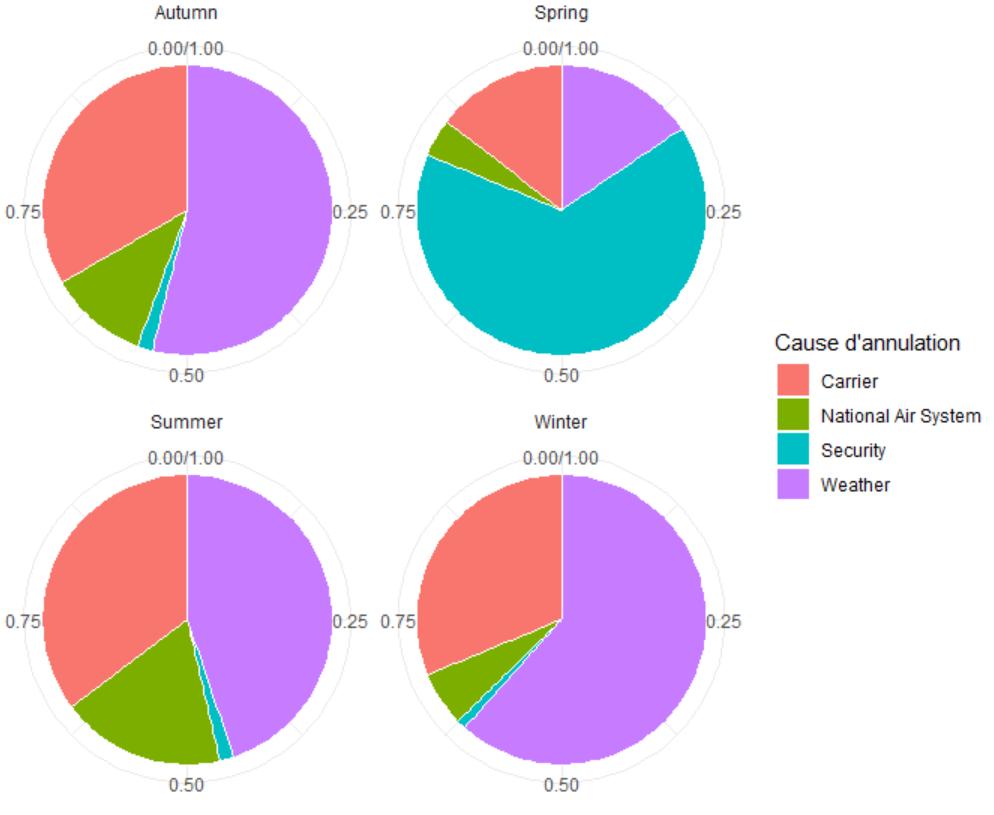 Autumn
Spring
0.00/1.00
0.00/1.00
0.75
0.25
0.75
0.25
0.50
0.50
Summer
Winter
0.00/1.00
0.00/1.00
0.75
0.25
0.75
0.25
0.50
0.50
Cause d'annulation
Carrier
National Air System
Security
Weather